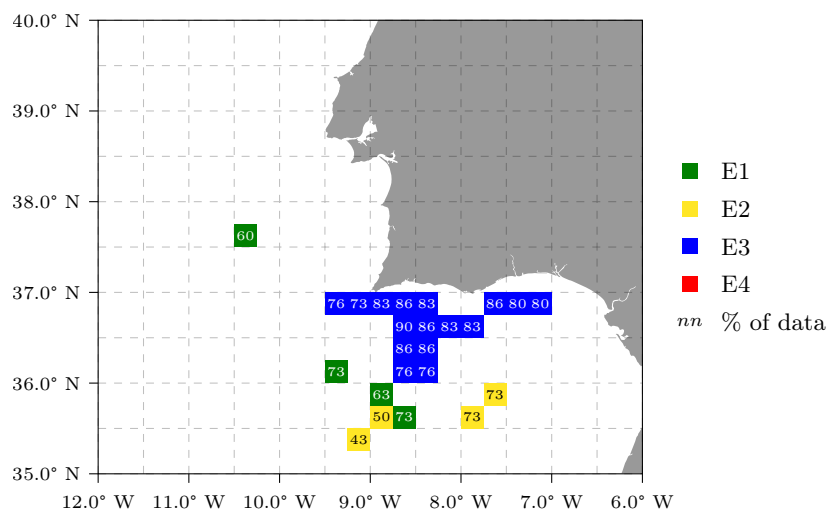 40.0° N
39.0° N
38.0° N
37.0° N
36.0° N
35.0° N
60
76 73 83 86 83
86 80 80
90 86 83 83
86 86
73
76 76
63
73
50
73
73
43
12.0° W
11.0° W
10.0° W
9.0° W
8.0° W
7.0° W
6.0° W
E1
E2
E3
E4
nn % of data